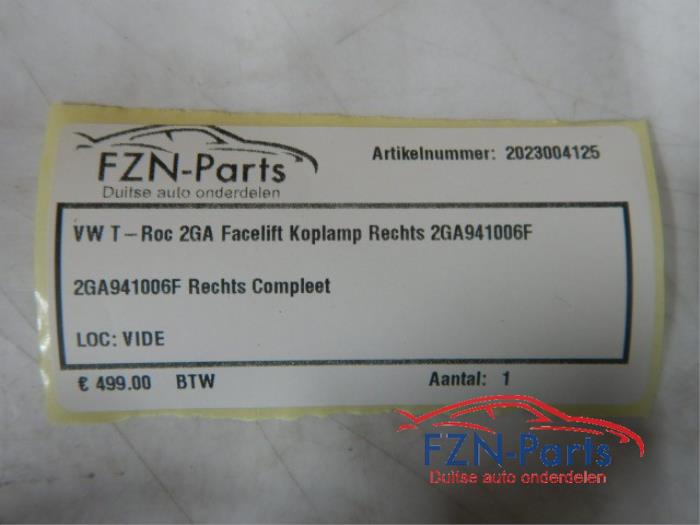 FZN-Parts
Duitse auto onderdelen
Artikelnummer: 2023004125
VW T-Roc 2GA Facelift Koplamp Rechts 2GA941006F
2GA941006F Rechts Compleet
LOC: VIDE
€ 499.00 BTW
Aantal: 1
FZN-Parts
Duitse auto onderdelen